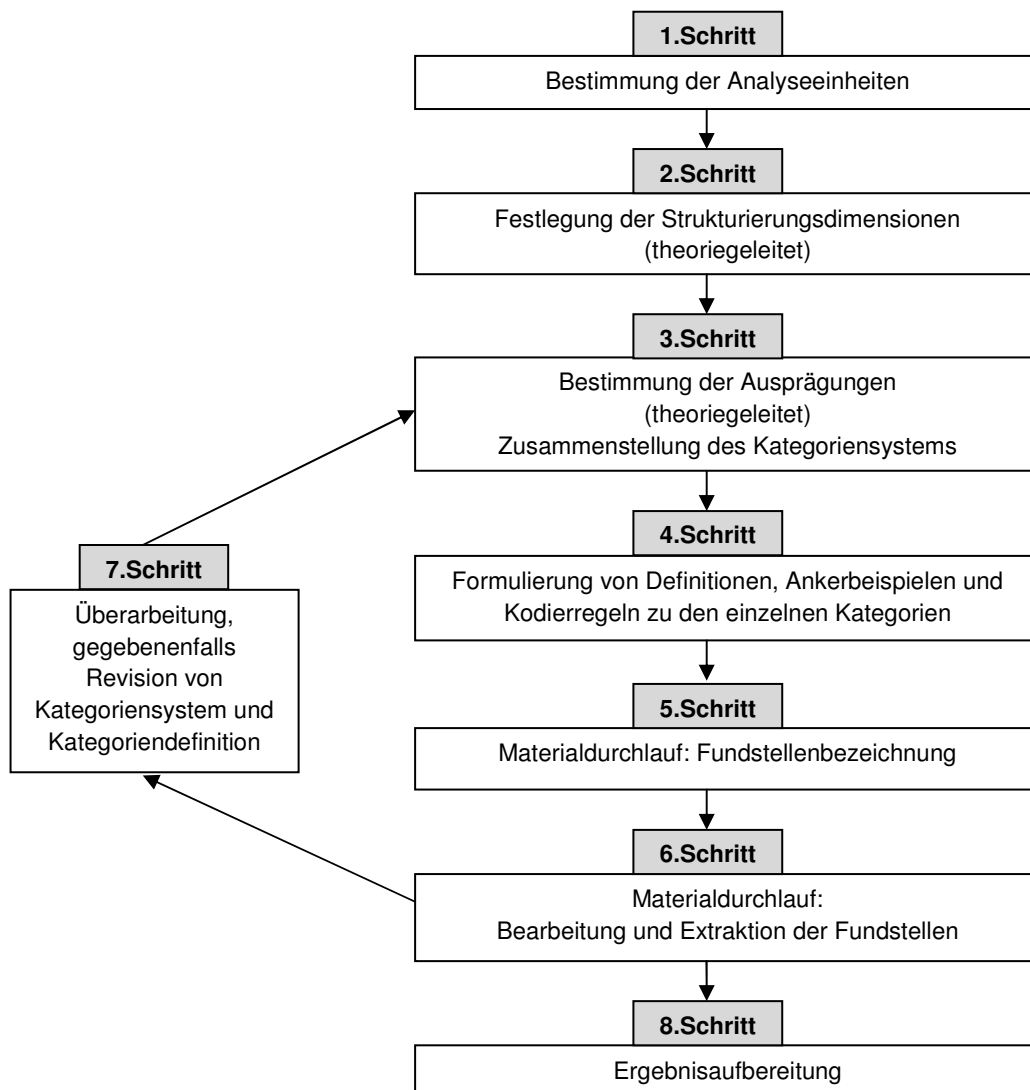 1.Schritt
Bestimmung der Analyseeinheiten
2.Schritt
Festlegung der Strukturierungsdimensionen
(theoriegeleitet)
3.Schritt
Bestimmung der Ausprägungen
(theoriegeleitet)
Zusammenstellung des Kategoriensystems
4.Schritt
Formulierung von Definitionen, Ankerbeispielen und
Kodierregeln zu den einzelnen Kategorien
5.Schritt
Materialdurchlauf: Fundstellenbezeichnung
6.Schritt
Materialdurchlauf:
Bearbeitung und Extraktion der Fundstellen
7.Schritt
Überarbeitung,
gegebenenfalls
Revision von
Kategoriensystem und
Kategoriendefinition
8.Schritt
Ergebnisaufbereitung